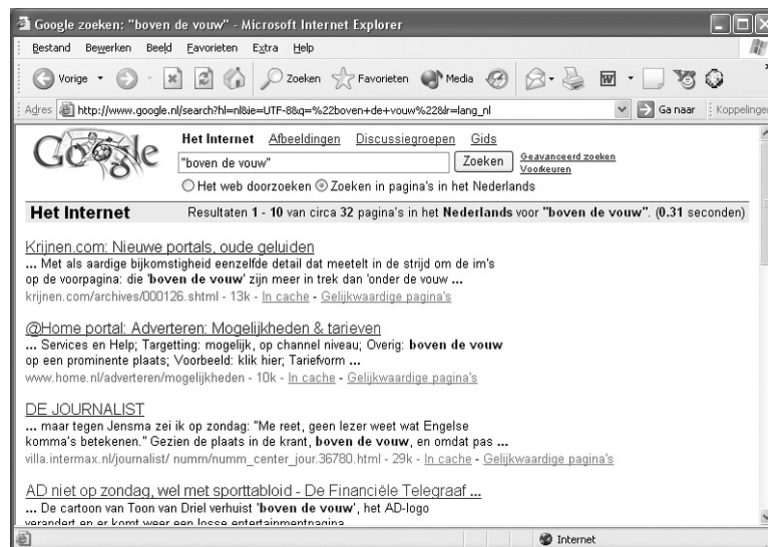 Google zoeken: "boven de vouw" - Microsoft Internet Explorer
Bestand Bewerken Beeld Favorieten Extra Help
Vorige Zoeken Favorieten Media
Adres http://www.google.nl/search?hl=nl&ie=UTF-8&q=%22boven+de+vouw%22&lr=lang_nl Ga naar Koppelingen
Google
Het Internet Afbeeldingen Discussiegroepen Gids
"boven de vouw" Zoeken Geavanceerd zoeken
Voorkeuren
Het web doorzoeken Zoeken in pagina's in het Nederlands
Het Internet Resultaten 1 - 10 van circa 32 pagina's in het Nederlands voor "boven de vouw". (0.31 seconden)
Krijnen.com: Nieuwe portals, oude geluiden
... Met als aardige bijkomstigheid eenzelfde detail dat meetelt in de strijd om de im's
op de voorpagina: die 'boven de vouw' zijn meer in trek dan 'onder de vouw ...
krijnen.com/archives/000126.shtml - 13k - In cache - Gelijkwaardige pagina's
@Home portal: Adverteren: Mogelijkheden & tarieven
... Services en Help; Targetting: mogelijk, op channel niveau; Overig: boven de vouw
op een prominente plaats; Voorbeeld: klik hier; Tariefvorm ...
www.home.nl/adverteren/mogelijkheden - 10k - In cache - Gelijkwaardige pagina's
DE JOURNALIST
... maar tegen Jensma zei ik op zondag: "Me reet, geen lezer weet wat Engelse
komma's betekenen." Gezien de plaats in de krant, boven de vouw, en omdat pas ...
villa.intermax.nl/journalist/ numm/numm_center_jour.36780.html - 29k - In cache - Gelijkwaardige pagina's
AD niet op zondag, wel met sporttabloid - De Financiële Telegraaf ...
... De cartoon van Toon van Driel verhuist 'boven de vouw', het AD-logo
verandert en er komt weer een losse entertainmentpagina
Internet